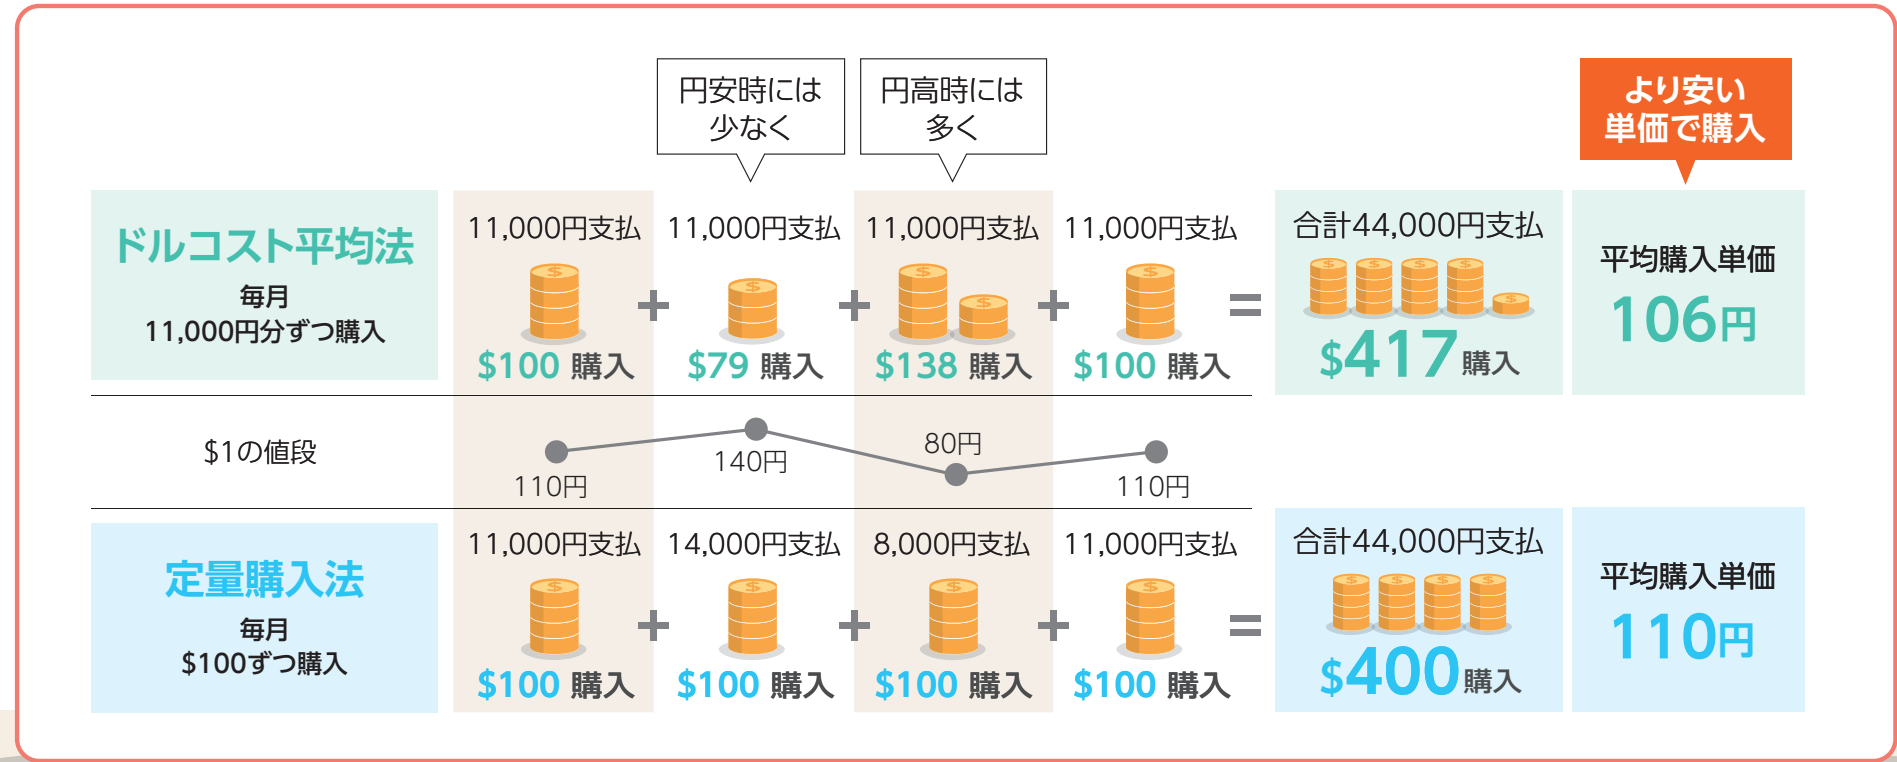 円安時には
少なく
円高時には
多く
より安い
単価で購入
ドルコスト平均法
毎月
11,000円分ずつ購入
11,000円支払
$100 購入
11,000円支払
$79 購入
11,000円支払
$138 購入
11,000円支払
$100 購入
合計44,000円支払
$417購入
平均購入単価
106円
$1の値段
110円
140円
80円
110円
定量購入法
毎月
$100ずつ購入
11,000円支払
$100 購入
14,000円支払
$100 購入
8,000円支払
$100 購入
11,000円支払
$100 購入
合計44,000円支払
$400購入
平均購入単価
110円